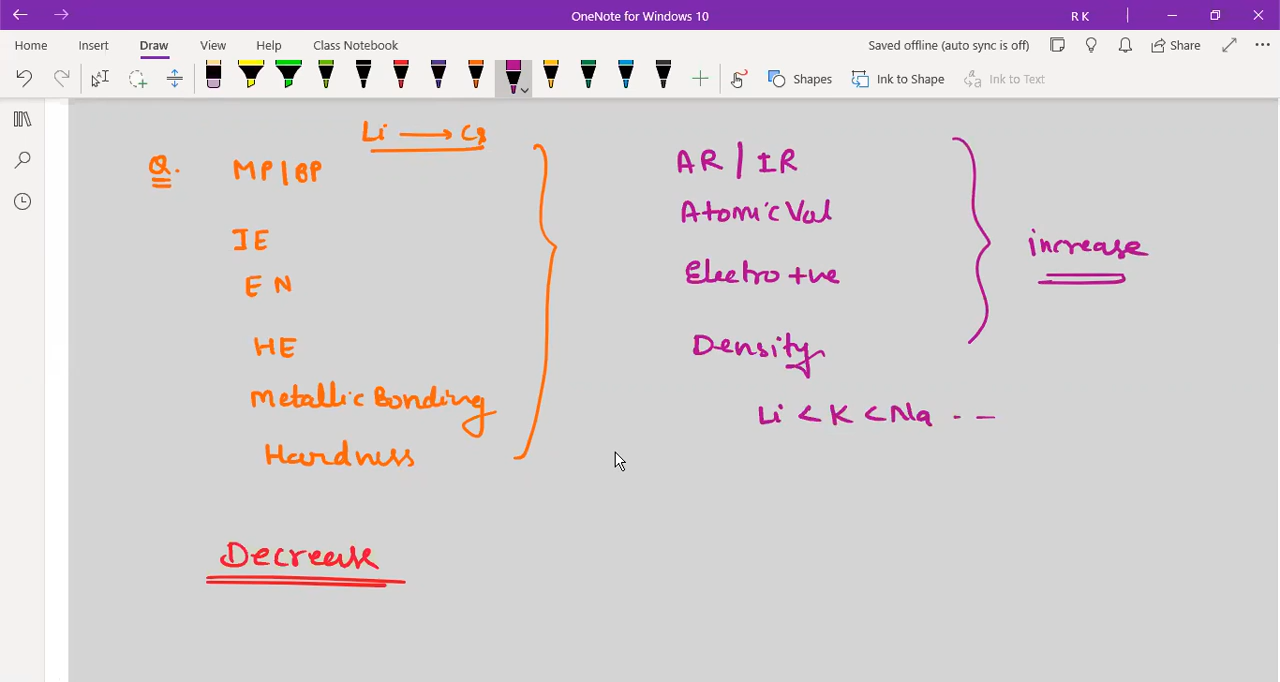 OneNote for Windows 10
R K
Home Insert Draw View Help Class Notebook
Saved offline (auto sync is off)
Share
Shapes
Ink to Shape
Ink to Text
Li → Cs
Q. MP|BP
IE
EN
HE
Metallic Bonding
Hardness
Decrease
AR | IR
Atomic Vol
Electro +ve
Density
Li < K < Na - -
increase